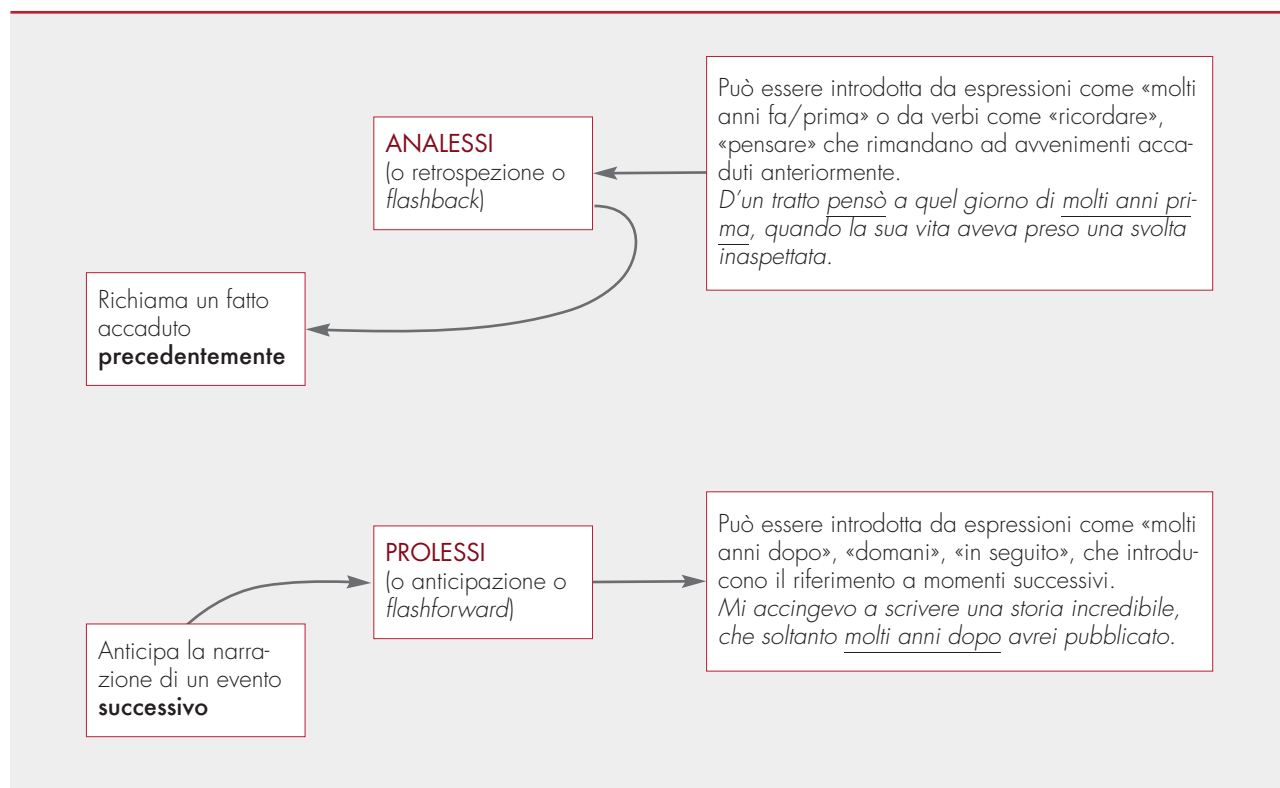 ANALESSI
(o retrospezione o
flashback)
Può essere introdotta da espressioni come «molti
anni fa/prima» o da verbi come «ricordare»,
«pensare» che rimandano ad avvenimenti acca-
duti anteriormente.
D'un tratto pensò a quel giorno di molti anni pri-
ma, quando la sua vita aveva preso una svolta
inaspettata.
Richiama un fatto
accaduto
precedentemente
PROLESSI
(o anticipazione o
flashforward)
Può essere introdotta da espressioni come «molti
anni dopo», «domani», «in seguito», che introdu-
cono il riferimento a momenti successivi.
Mi accingevo a scrivere una storia incredibile,
che soltanto molti anni dopo avrei pubblicato.
Anticipa la narra-
zione di un evento
successivo